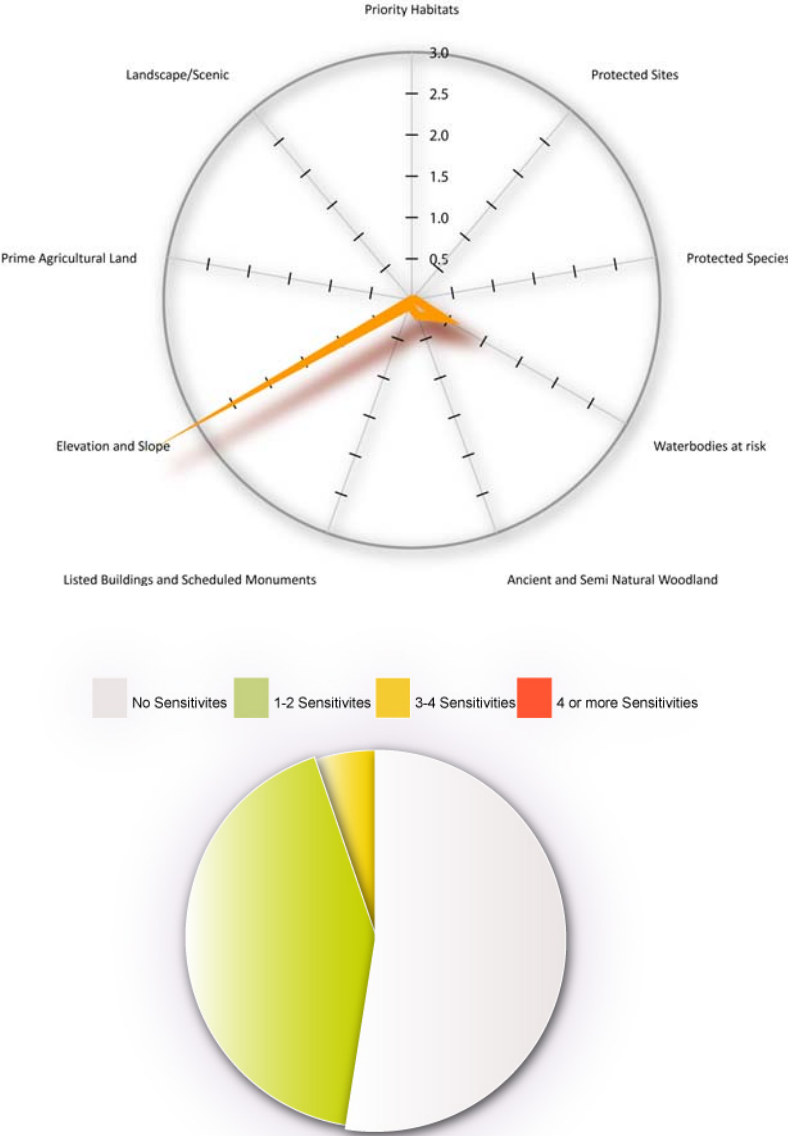 Priority Habitats
3.0
Landscape/Scenic
Protected Sites
2.5
2.0
1.5
1.0
Prime Agricultural Land
0.5
Protected Species
Elevation and Slope
Waterbodies at risk
Listed Buildings and Scheduled Monuments
Ancient and Semi Natural Woodland
No Sensitivites
1-2 Sensitivites
3-4 Sensitivities
4 or more Sensitivities